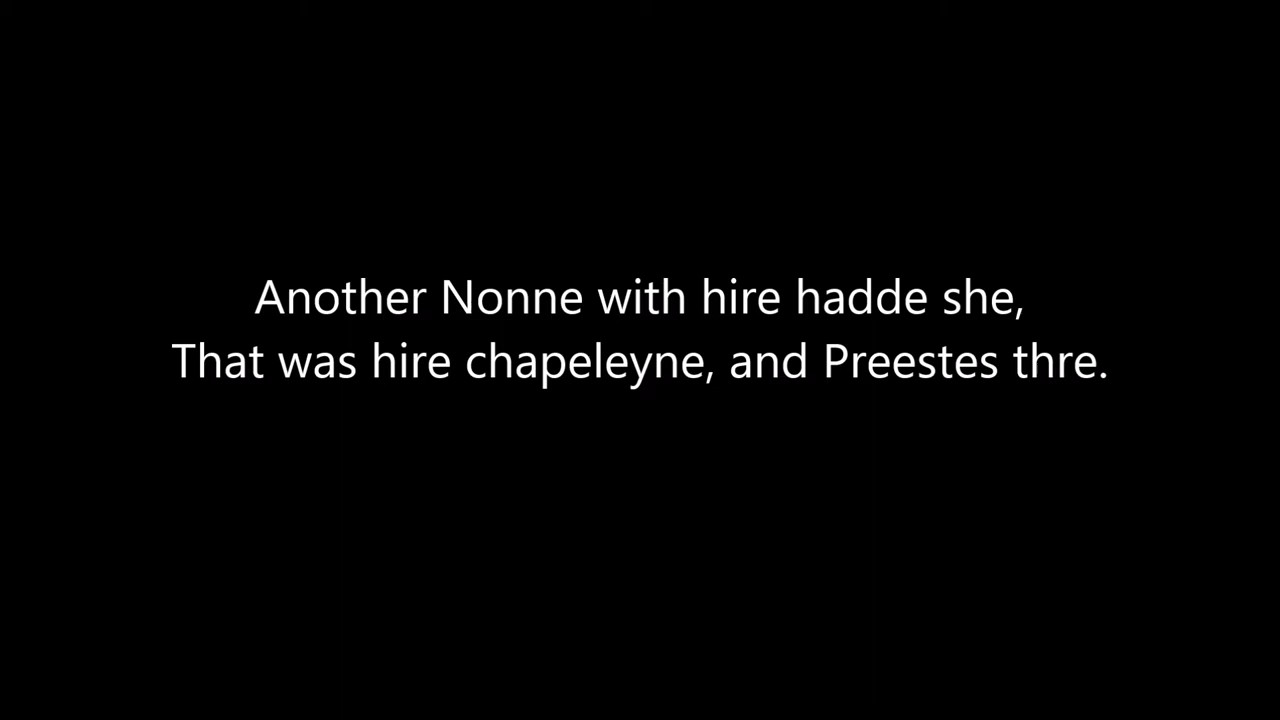 Another Nonne with hire hadde she,
That was hire chapeleyne, and Preestes thre.